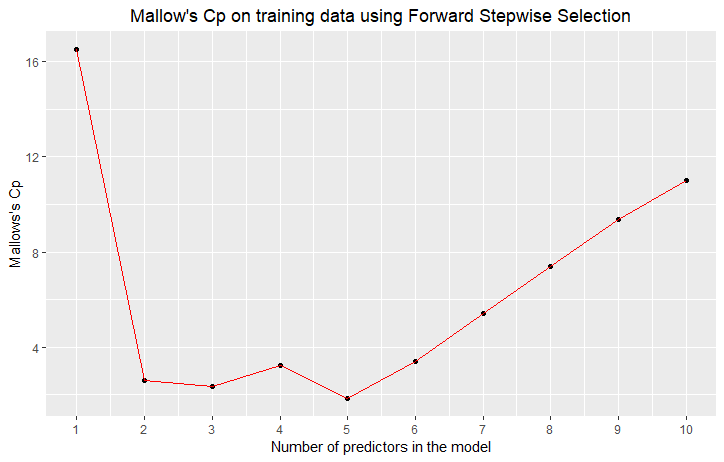 Mallow's Cp on training data using Forward Stepwise Selection
16
12
8
4
Mallows's Cp
1 2 3 4 5 6 7 8 9 10
Number of predictors in the model